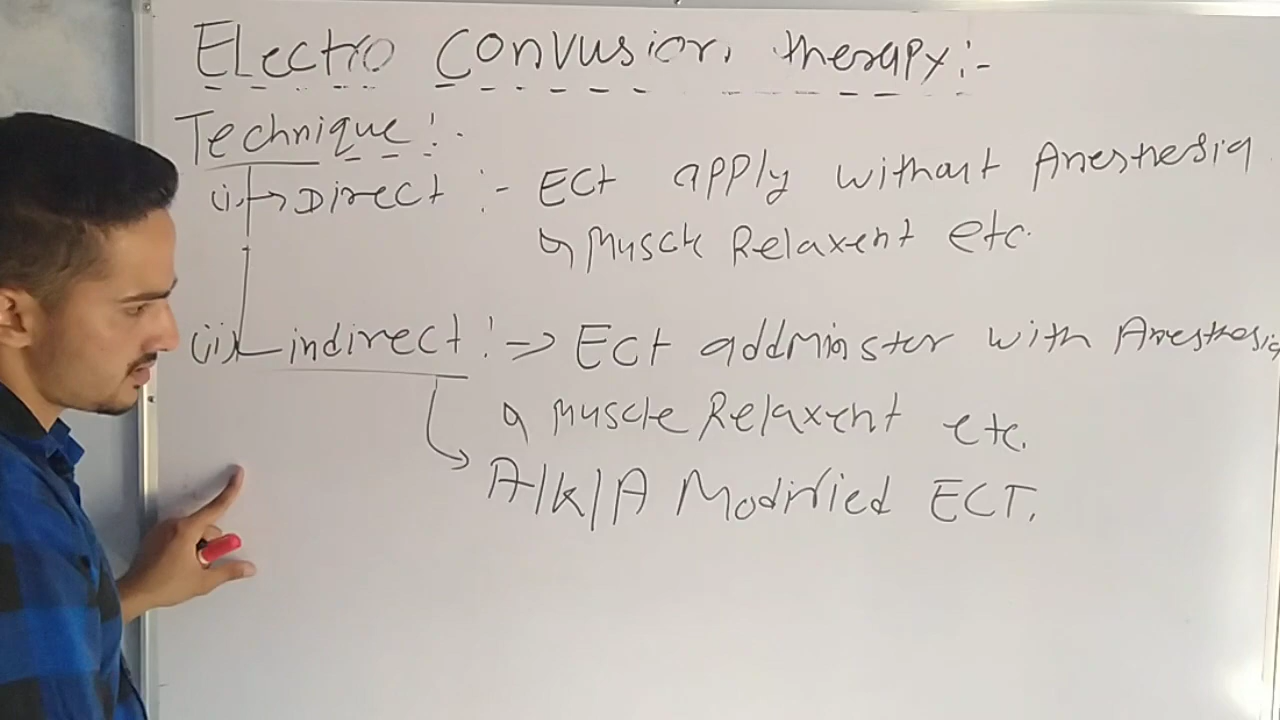 Electro Convusion therapy:-
Technique:-
(i)→ Direct :- ECT apply without Anesthesia
& Muscle Relaxent etc.
(ii) indirect :→ ECT addminster with Anesthesia
& Muscle Relaxent etc.
A/K/A Modified ECT.